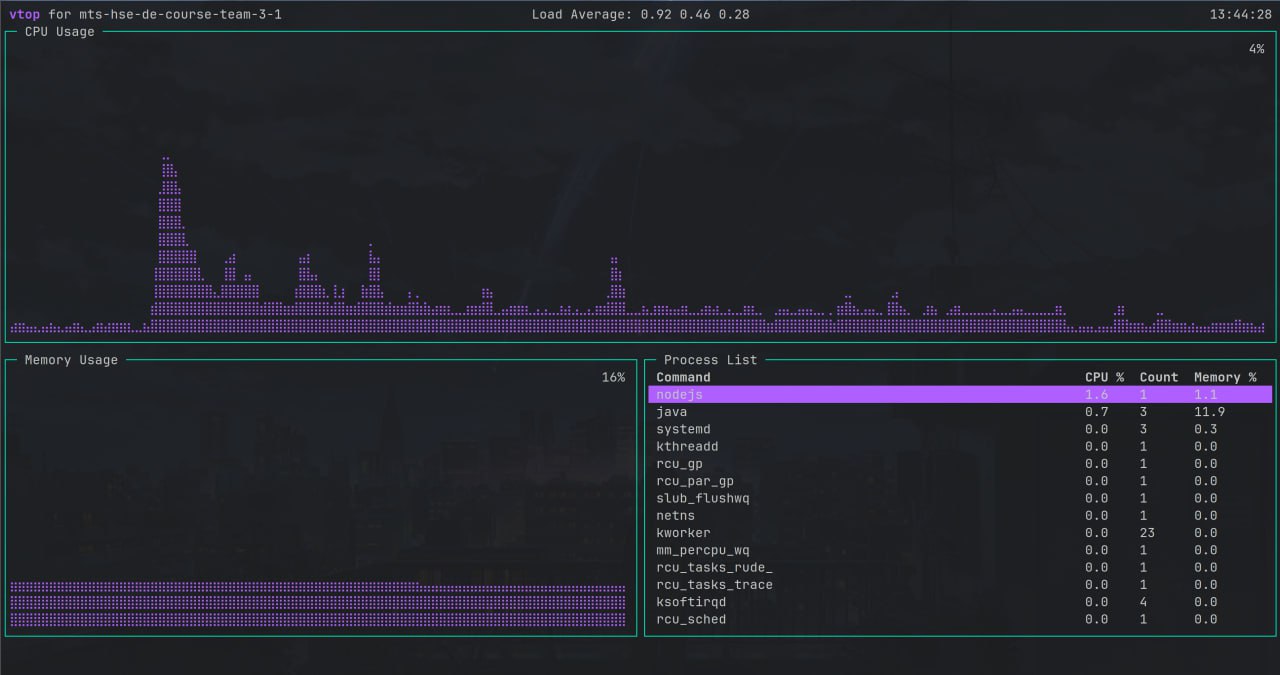 vtop for mts-hse-de-course-team-3-1 Load Average: 0.92 0.46 0.28 13:44:28
CPU Usage
4%
Memory Usage
16%
Process List
Command CPU % Count Memory %
nodejs 1.6 1 1.1
java 0.7 3 11.9
systemd 0.0 3 0.3
kthreadd 0.0 1 0.0
rcu_gp 0.0 1 0.0
rcu_par_gp 0.0 1 0.0
slub_flushwq 0.0 1 0.0
netns 0.0 1 0.0
kworker 0.0 23 0.0
mm_percpu_wq 0.0 1 0.0
rcu_tasks_rude_ 0.0 1 0.0
rcu_tasks_trace 0.0 1 0.0
ksoftirqd 0.0 4 0.0
rcu_sched 0.0 1 0.0